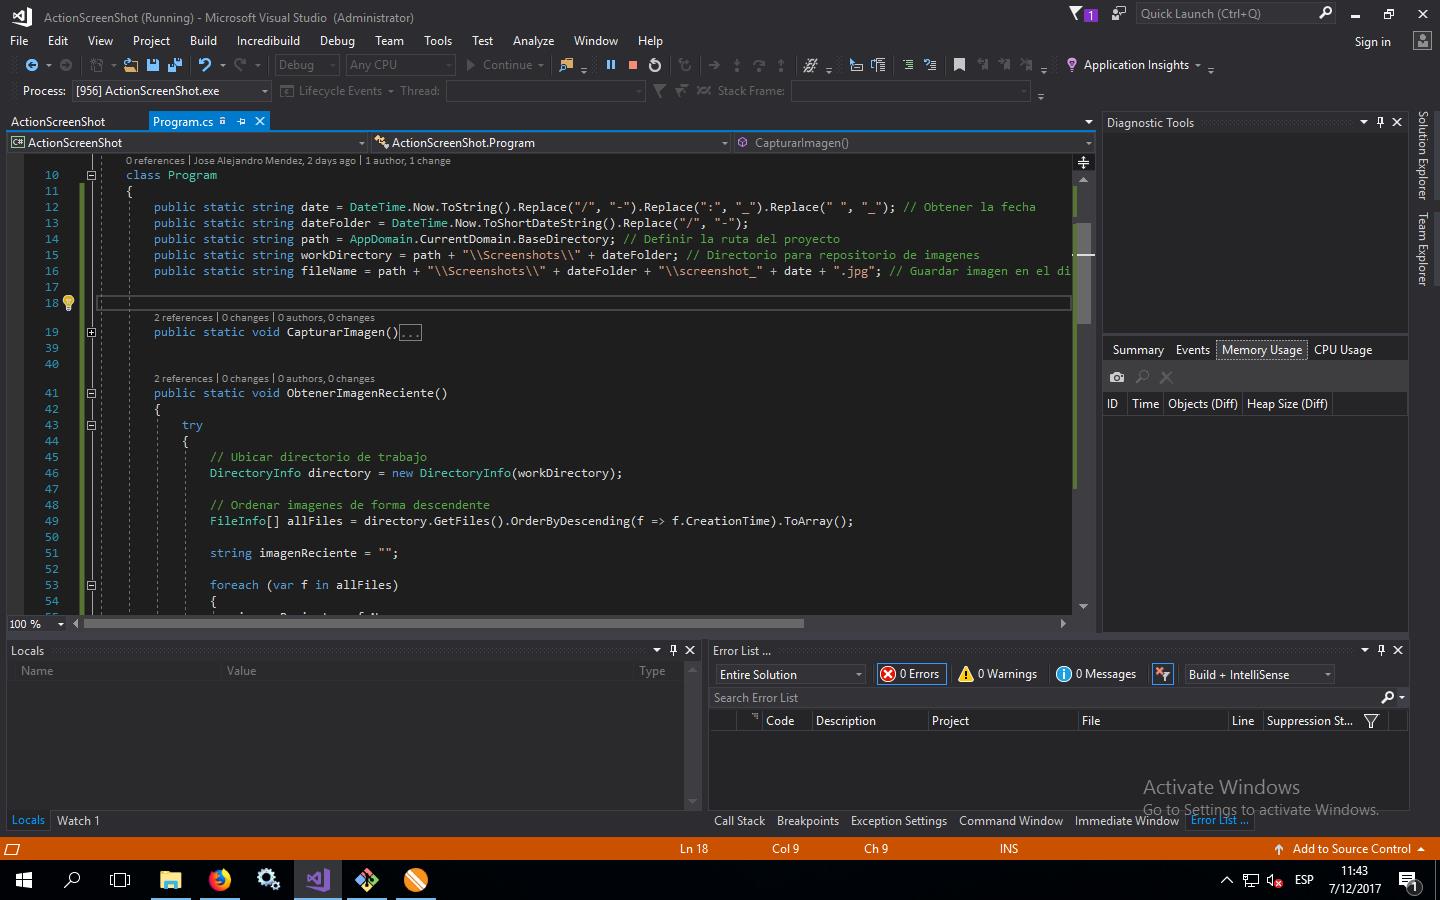 ActionScreenShot (Running) - Microsoft Visual Studio (Administrator)
1
Quick Launch (Ctrl+Q)
File Edit View Project Build Incredibuild Debug Team Tools Test Analyze Window Help
Sign in
Debug Any CPU Continue Application Insights
Process: [956] ActionScreenShot.exe Lifecycle Events Thread: Stack Frame:
ActionScreenShot Program.cs
C# ActionScreenShot ActionScreenShot.Program CapturarImagen()
0 references | Jose Alejandro Mendez, 2 days ago | 1 author, 1 change
10 class Program
11 {
12 public static string date = DateTime.Now.ToString().Replace("/", "-").Replace(":", "_").Replace(" ", "_"); // Obtener la fecha
13 public static string dateFolder = DateTime.Now.ToShortDateString().Replace("/", "-");
14 public static string path = AppDomain.CurrentDomain.BaseDirectory; // Definir la ruta del proyecto
15 public static string workDirectory = path + "\\Screenshots\\" + dateFolder; // Directorio para repositorio de imagenes
16 public static string fileName = path + "\\Screenshots\\" + dateFolder + "\\screenshot_" + date + ".jpg"; // Guardar imagen en el di
17
18
2 references | 0 changes | 0 authors, 0 changes
19 public static void CapturarImagen()...
39
40
2 references | 0 changes | 0 authors, 0 changes
41 public static void ObtenerImagenReciente()
42 {
43 try
44 {
45 // Ubicar directorio de trabajo
46 DirectoryInfo directory = new DirectoryInfo(workDirectory);
47
48 // Ordenar imagenes de forma descendente
49 FileInfo[] allFiles = directory.GetFiles().OrderByDescending(f => f.CreationTime).ToArray();
50
51 string imagenReciente = "";
52
53 foreach (var f in allFiles)
54 {
100 %
Diagnostic Tools
Summary Events Memory Usage CPU Usage
ID Time Objects (Diff) Heap Size (Diff)
Solution Explorer
Team Explorer
Locals
Name Value Type
Locals Watch 1
Error List ...
Entire Solution 0 Errors 0 Warnings 0 Messages Build + IntelliSense
Search Error List
Code Description Project File Line Suppression St...
Call Stack Breakpoints Exception Settings Command Window Immediate Window Error List ...
Activate Windows
Go to Settings to activate Windows.
Ln 18 Col 9 Ch 9 INS Add to Source Control
ESP
11:43
7/12/2017
1